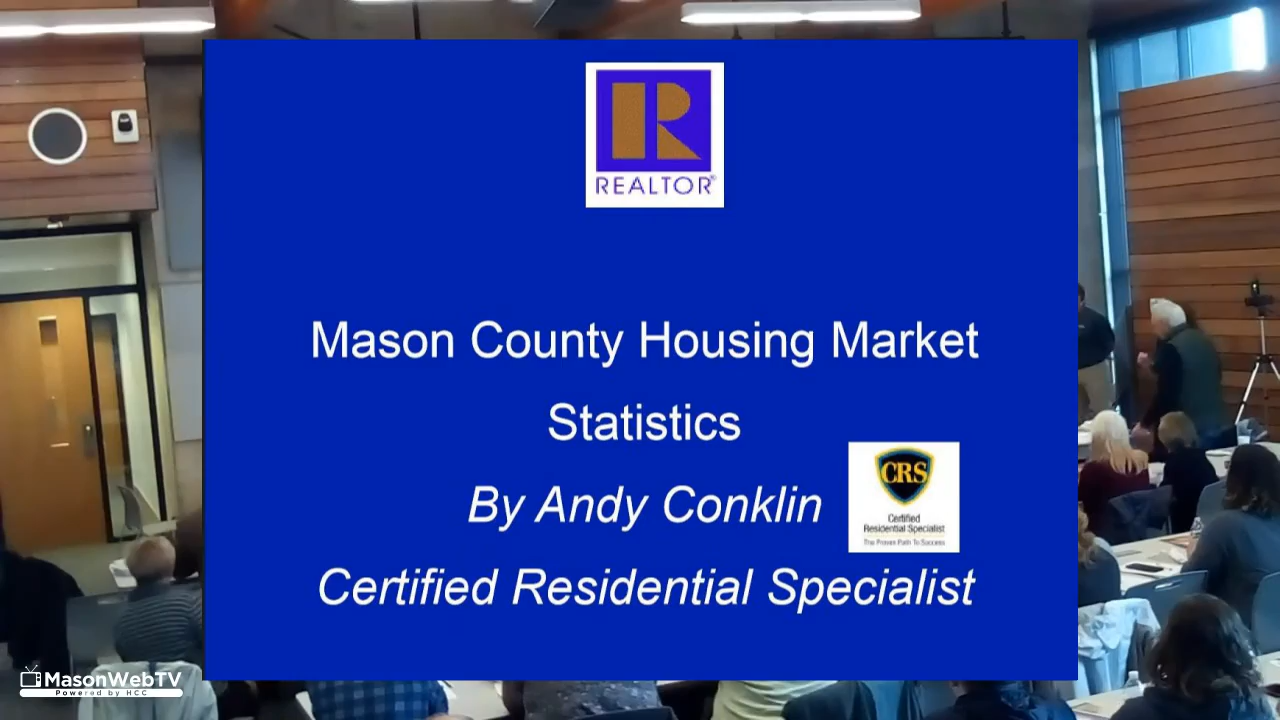 REALTOR®
Mason County Housing Market
Statistics
By Andy Conklin
CRS
Certified
Residential Specialist
The Proven Path To Success
Certified Residential Specialist
MasonWebTV
Powered by HCC